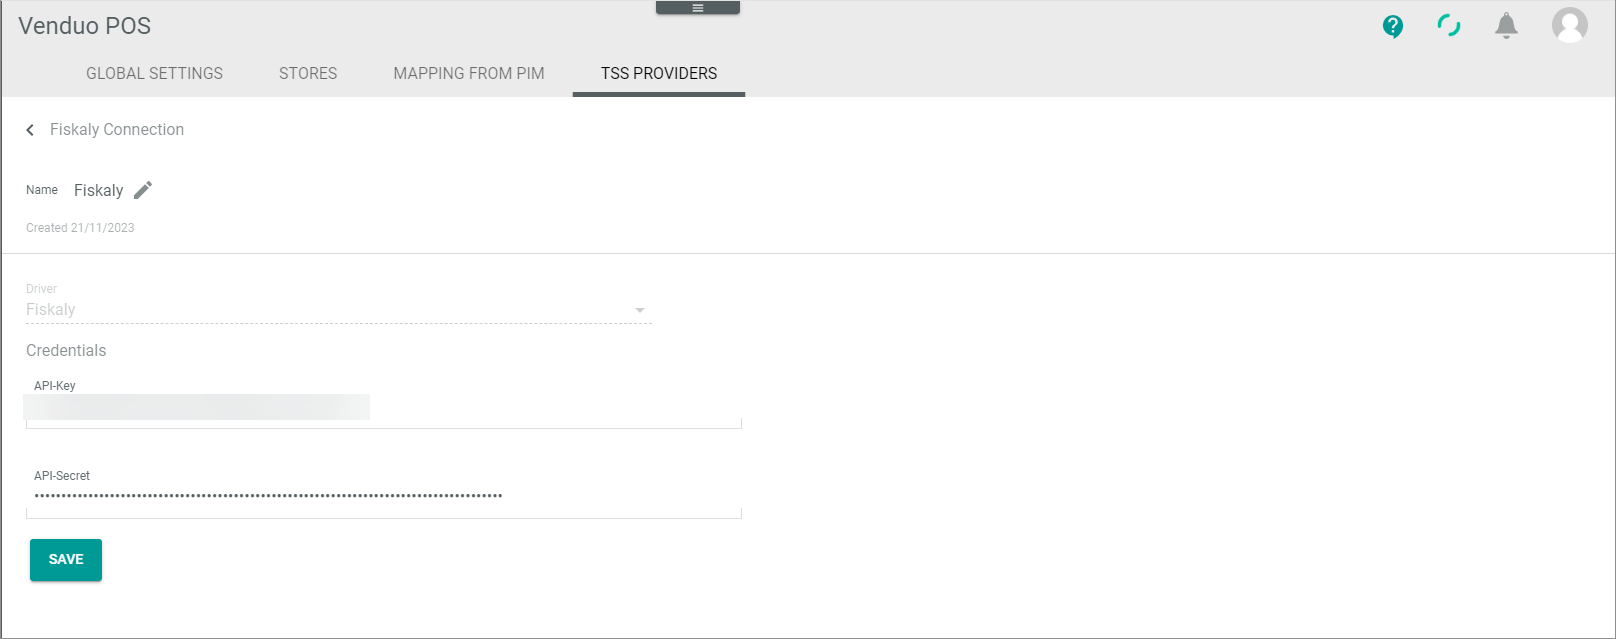 Venduo POS
GLOBAL SETTINGS STORES MAPPING FROM PIM TSS PROVIDERS
Fiskaly Connection
Name Fiskaly
Created 21/11/2023
Driver
Fiskaly
Credentials
API-Key
API-Secret
SAVE